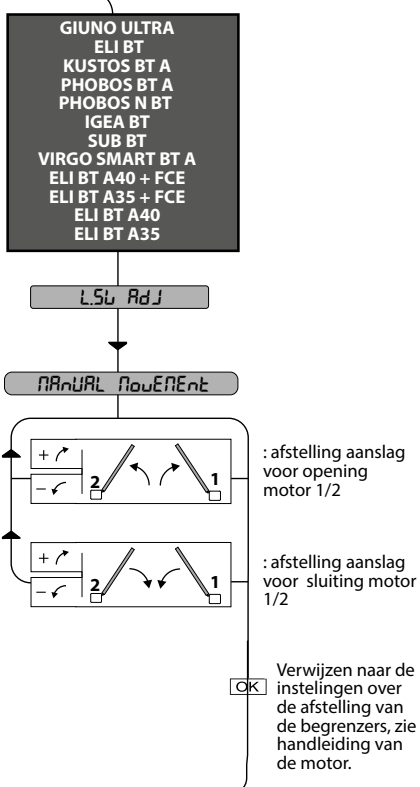 GIUNO ULTRA
ELI BT
KUSTOS BT A
PHOBOS BT A
PHOBOS N BT
IGEA BT
SUB BT
VIRGO SMART BT A
ELI BT A40 + FCE
ELI BT A35 + FCE
ELI BT A40
ELI BT A35
L.SW AdJ
MAnUAL MovEMEnt
+
−
2
1
: afstelling aanslag
voor opening
motor 1/2
+
−
2
1
: afstelling aanslag
voor sluiting motor
1/2
OK
Verwijzen naar de
instelingen over
de afstelling van
de begrenzers, zie
handleiding van
de motor.